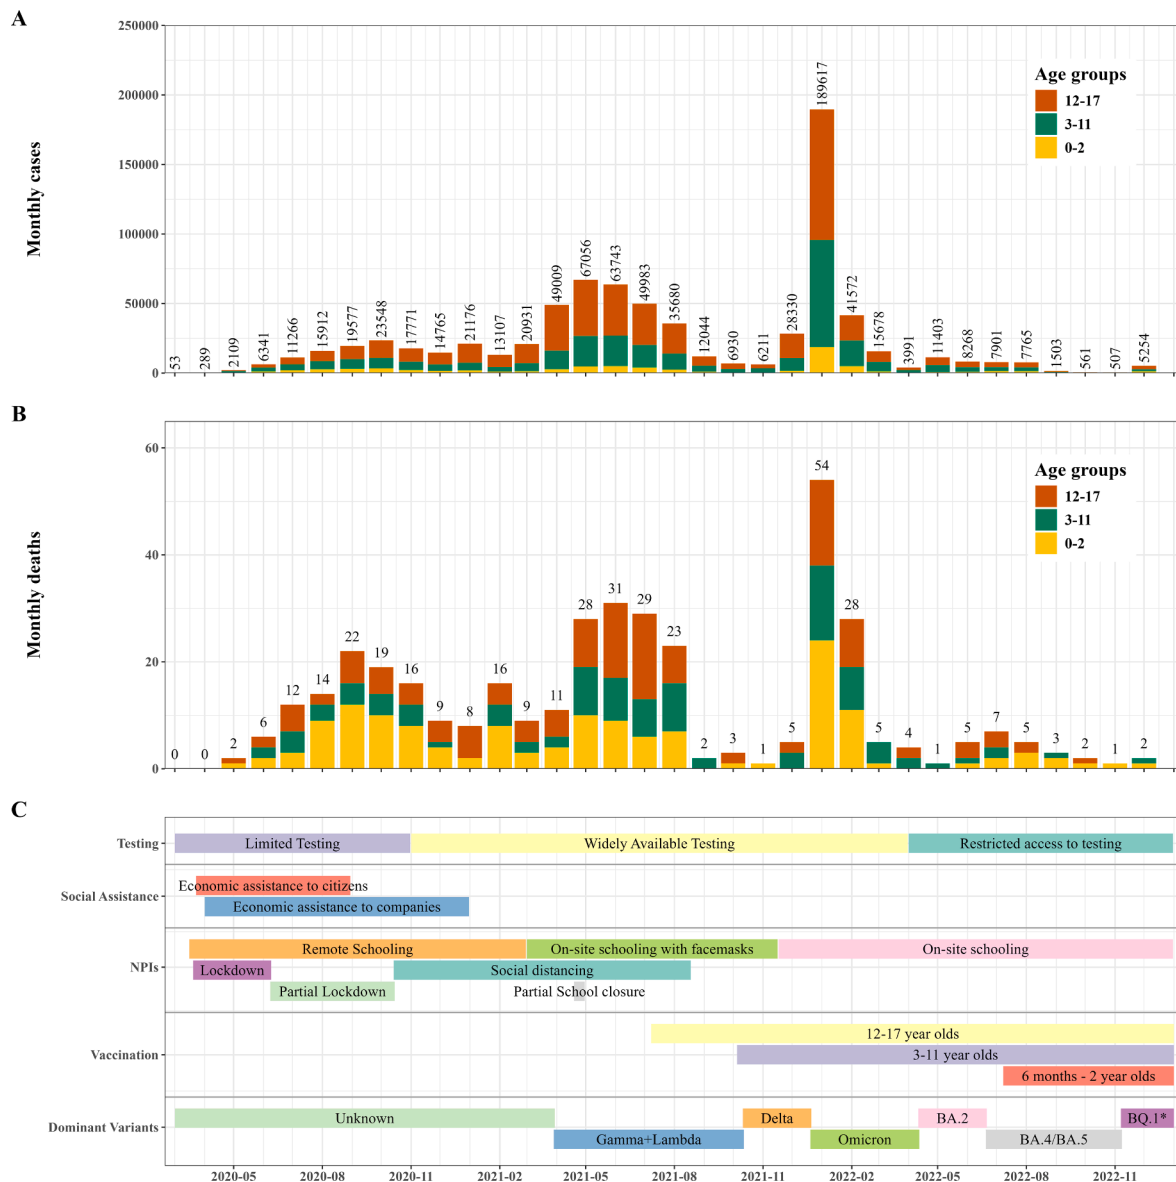 A
250000
200000
150000
100000
50000
0
Monthly cases
53
289
2109
6341
11266
15912
19577
23548
17771
14765
21176
13107
20931
49009
67056
63743
49983
35680
12044
6930
6211
28330
189617
41572
15678
3991
11403
8268
7901
7765
1503
561
507
5254
Age groups
12-17
3-11
0-2
B
60
40
20
0
Monthly deaths
0
0
2
6
12
14
22
19
16
9
8
16
9
11
28
31
29
23
2
3
1
5
54
28
5
4
1
5
7
5
3
2
1
2
Age groups
12-17
3-11
0-2
C
Testing
Limited Testing
Widely Available Testing
Restricted access to testing
Social Assistance
Economic assistance to citizens
Economic assistance to companies
NPIs
Remote Schooling
On-site schooling with facemasks
On-site schooling
Lockdown
Social distancing
Partial Lockdown
Partial School closure
Vaccination
12-17 year olds
3-11 year olds
6 months - 2 year olds
Dominant Variants
Unknown
Delta
BA.2
BQ.1*
Gamma+Lambda
Omicron
BA.4/BA.5
2020-05
2020-08
2020-11
2021-02
2021-05
2021-08
2021-11
2022-02
2022-05
2022-08
2022-11